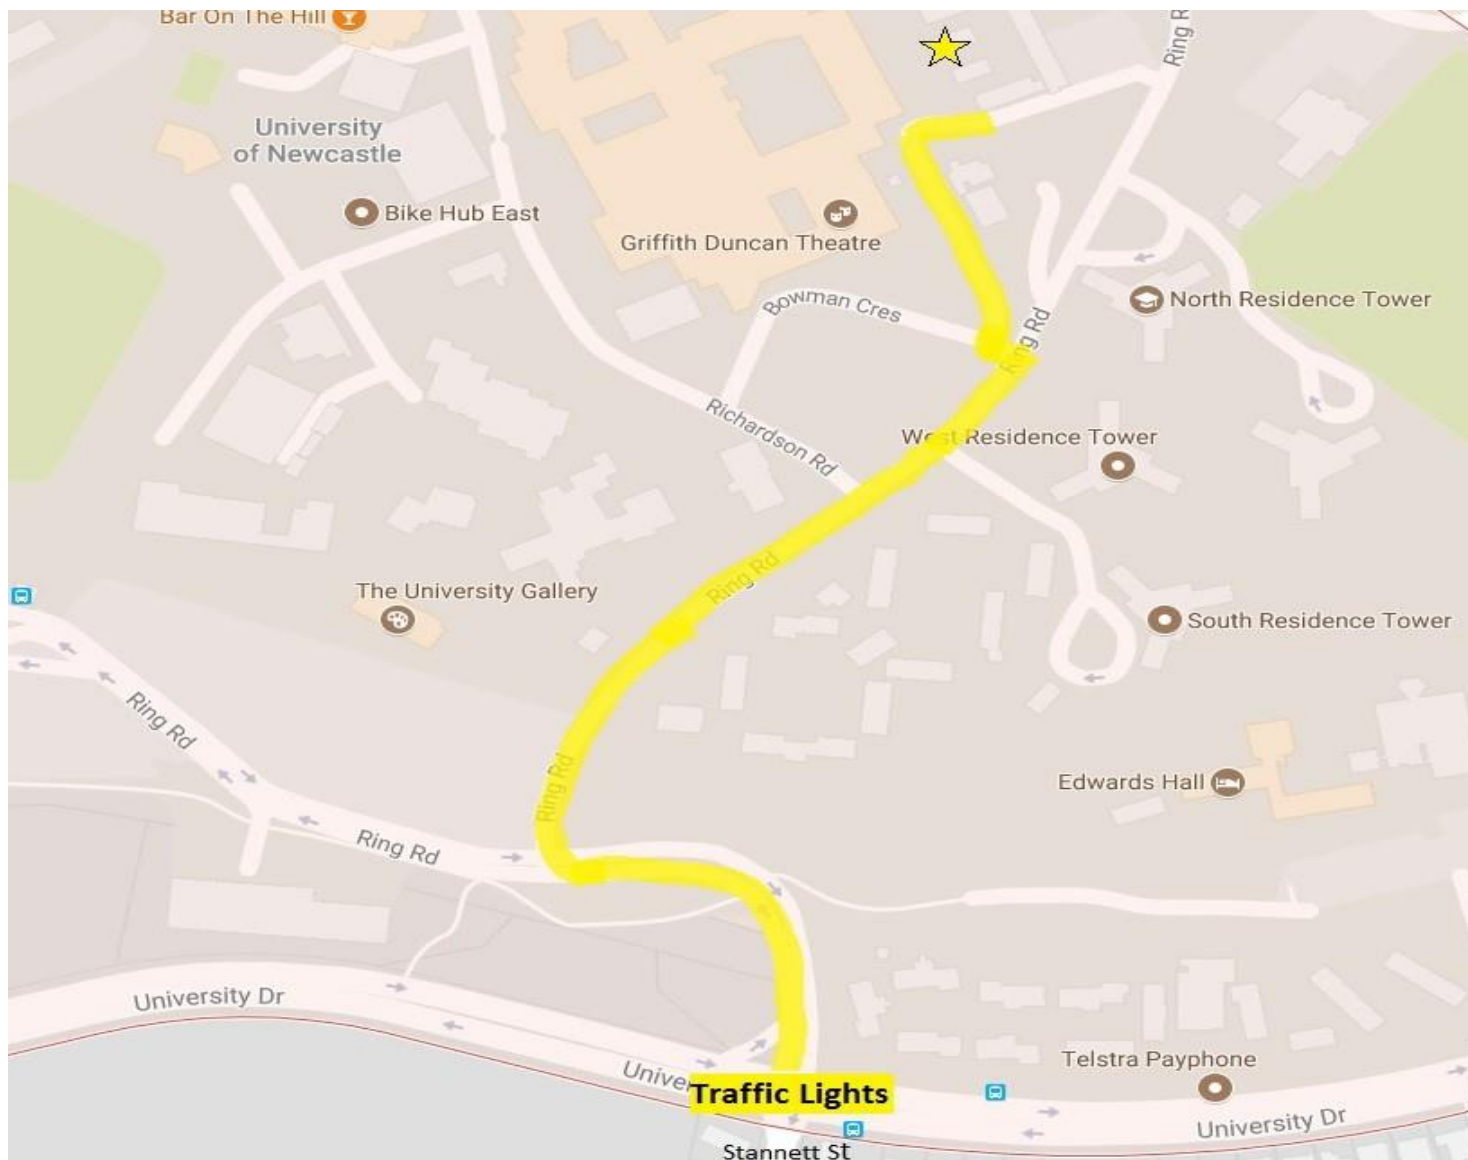 Bar On The Hill
Ring R
University
of Newcastle
Bike Hub East
Griffith Duncan Theatre
North Residence Tower
Bowman Cres
Ring Rd
Richardson Rd
West Residence Tower
Ring Rd
The University Gallery
South Residence Tower
Ring Rd
Ring Rd
Edwards Hall
Ring Rd
University Dr
Telstra Payphone
Unive
Traffic Lights
University Dr
Stannett St